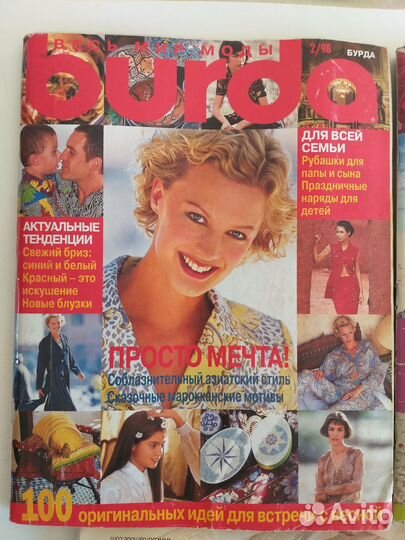 ВЕСЬ МИР МОДЫ
2/98
БУРДА
burda
ДЛЯ ВСЕЙ
СЕМЬИ
Рубашки для
папы и сына
Праздничные
наряды для
детей
АКТУАЛЬНЫЕ
ТЕНДЕНЦИИ
Свежий бриз:
синий и белый
Красный – это
искушение
Новые блузки
ПРОСТО МЕЧТА!
Соблазнительный азиатский стиль
Сказочные марокканские мотивы
100 оригинальных идей для встречи с
Avito